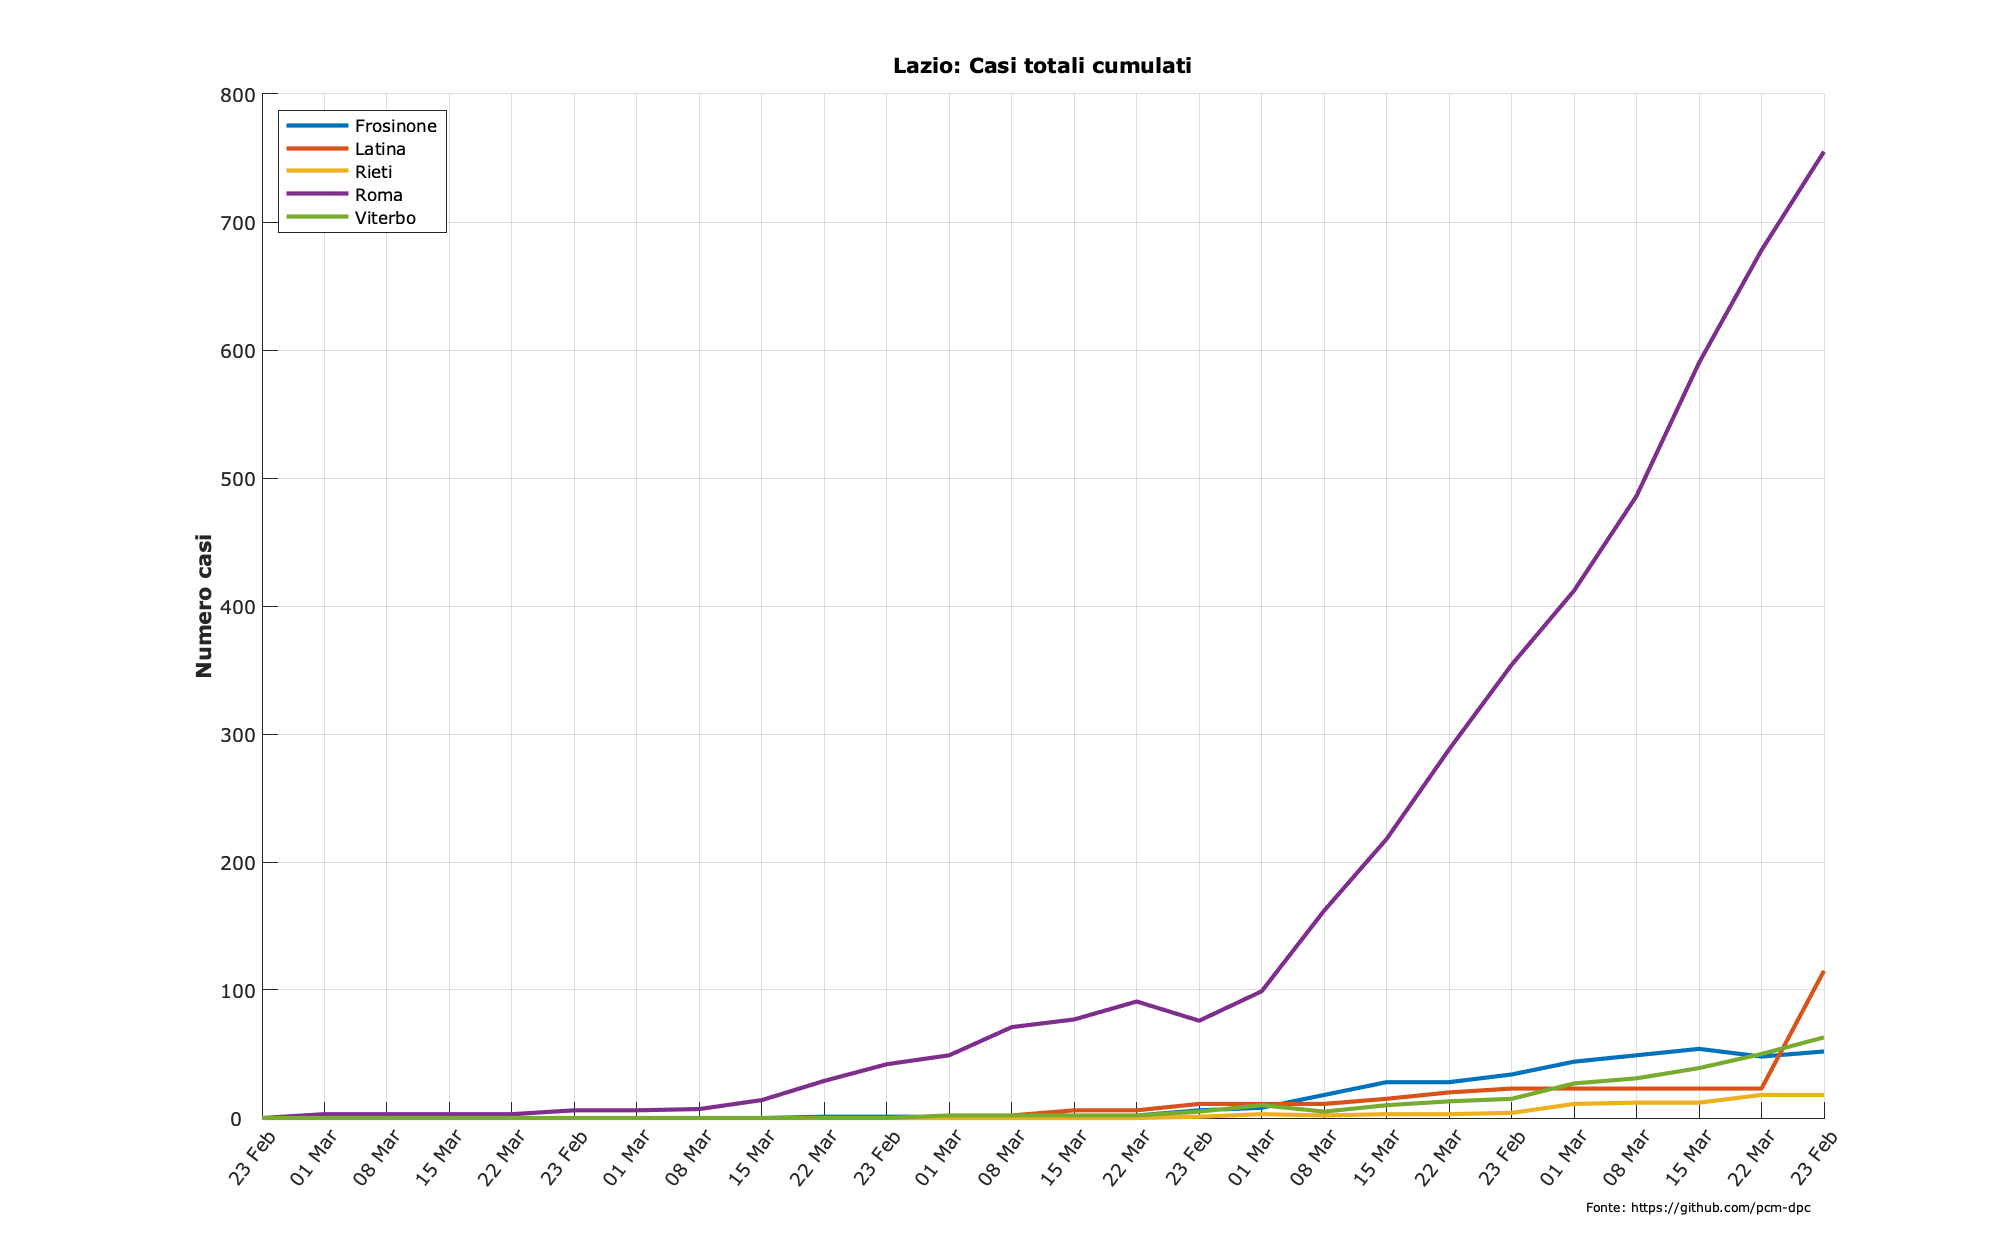 Lazio: Casi totali cumulati
800
700
600
500
400
300
200
100
0
Numero casi
Frosinone
Latina
Rieti
Roma
Viterbo
23 Feb
01 Mar
08 Mar
15 Mar
22 Mar
23 Feb
01 Mar
08 Mar
15 Mar
22 Mar
23 Feb
01 Mar
08 Mar
15 Mar
22 Mar
23 Feb
01 Mar
08 Mar
15 Mar
22 Mar
23 Feb
01 Mar
08 Mar
15 Mar
22 Mar
23 Feb
Fonte: https://github.com/pcm-dpc